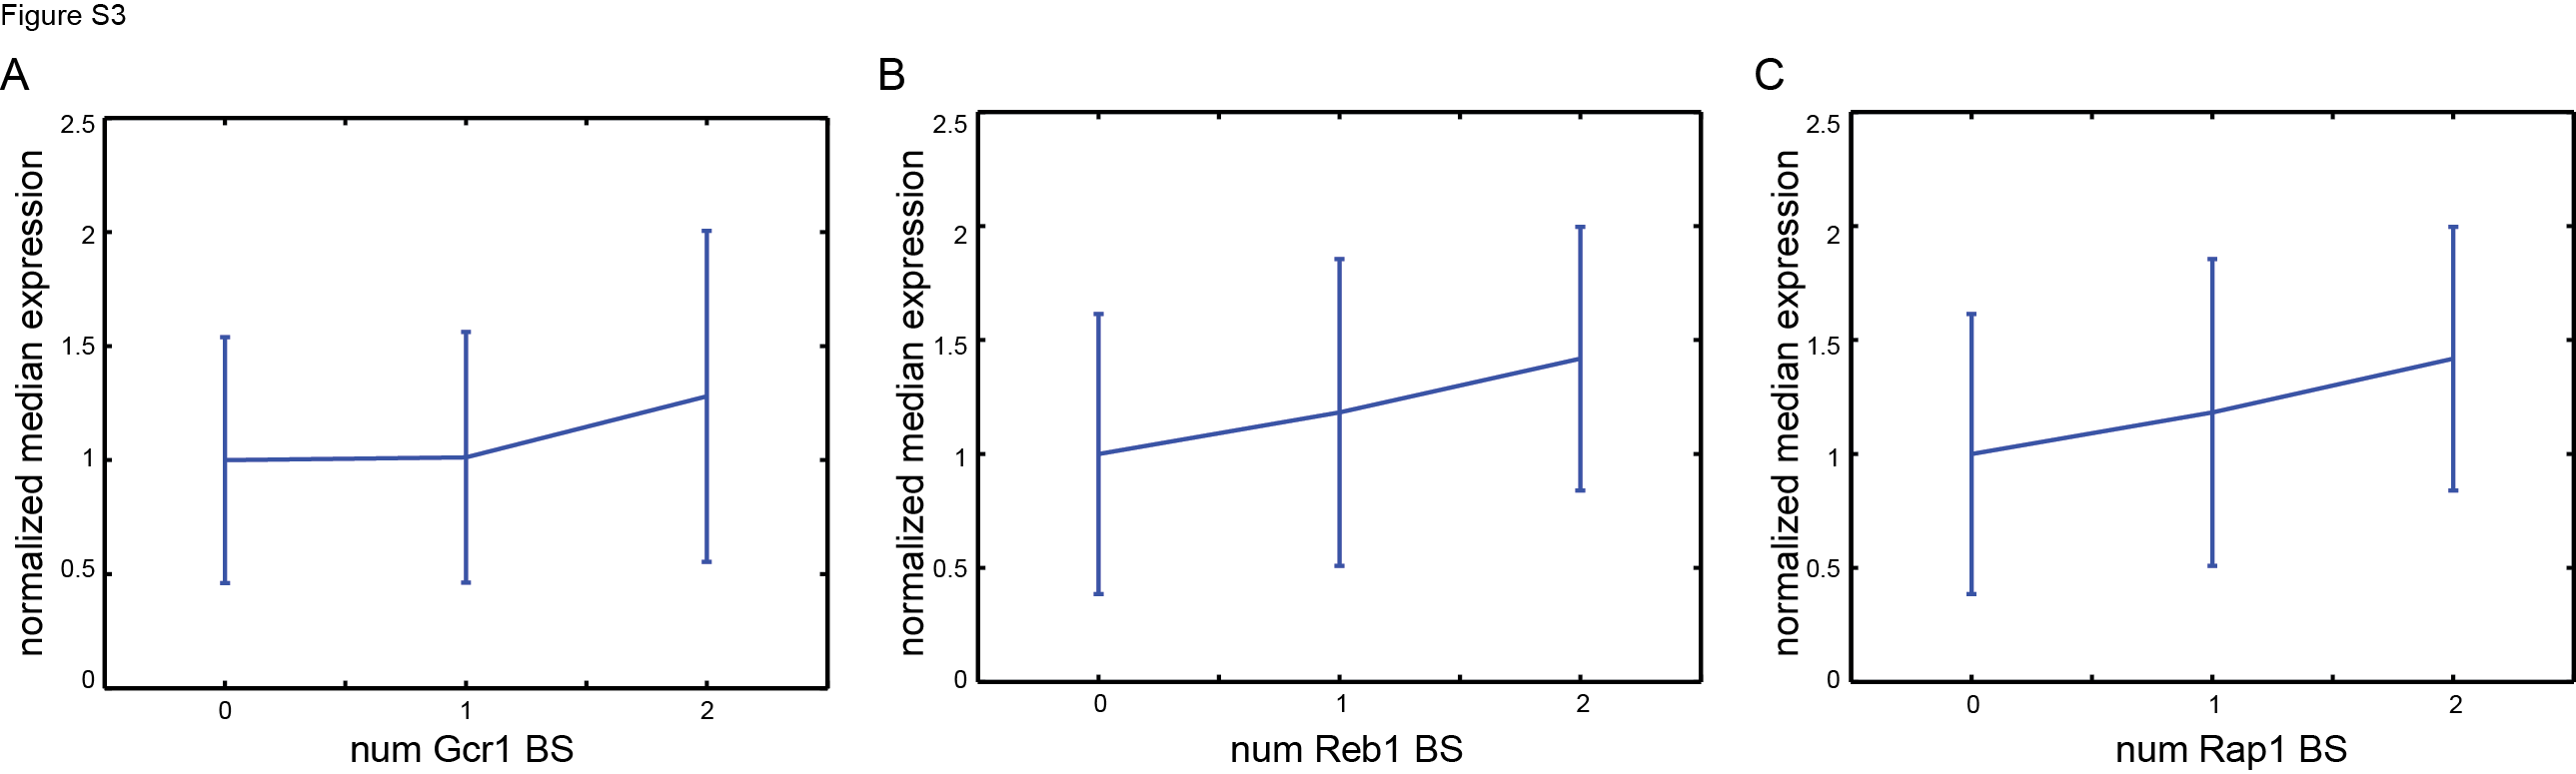 Figure S3
A
2.5
2
1.5
1
0.5
0
normalized median expression
0 1 2
num Gcr1 BS
B
2.5
2
1.5
1
0.5
0
normalized median expression
0 1 2
num Reb1 BS
C
2.5
2
1.5
1
0.5
0
normalized median expression
0 1 2
num Rap1 BS